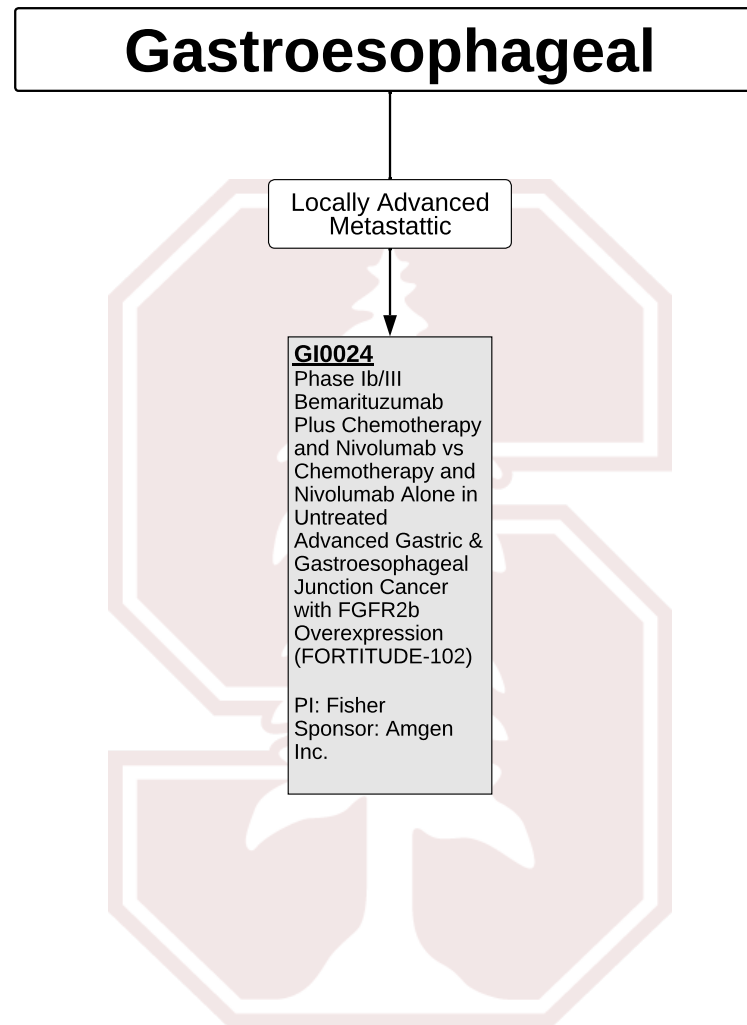 Gastroesophageal
Locally Advanced
Metastattic
GI0024
Phase Ib/III
Bemarituzumab
Plus Chemotherapy
and Nivolumab vs
Chemotherapy and
Nivolumab Alone in
Untreated
Advanced Gastric &
Gastroesophageal
Junction Cancer
with FGFR2b
Overexpression
(FORTITUDE-102)
PI: Fisher
Sponsor: Amgen
Inc.